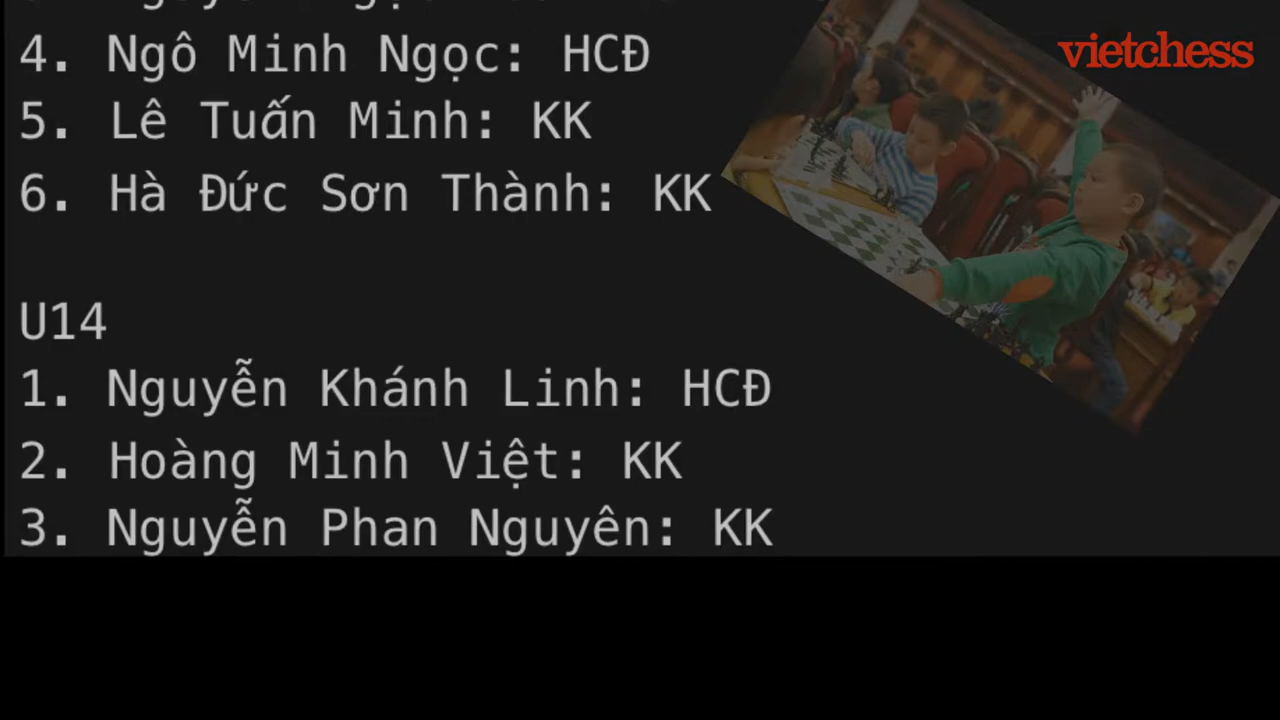 vietchess
4. Ngô Minh Ngọc: HCĐ
5. Lê Tuấn Minh: KK
6. Hà Đức Sơn Thành: KK
U14
1. Nguyễn Khánh Linh: HCĐ
2. Hoàng Minh Việt: KK
3. Nguyễn Phan Nguyên: KK